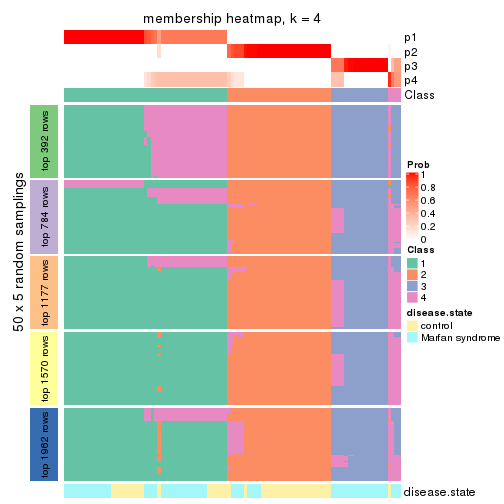 membership heatmap, k = 4
p1
p2
p3
p4
Class
50 x 5 random samplings
top 392 rows
top 784 rows
top 1177 rows
top 1570 rows
top 1962 rows
Prob
1
0.8
0.6
0.4
0.2
0
Class
1
2
3
4
disease.state
control
Marfan syndrome
disease.state